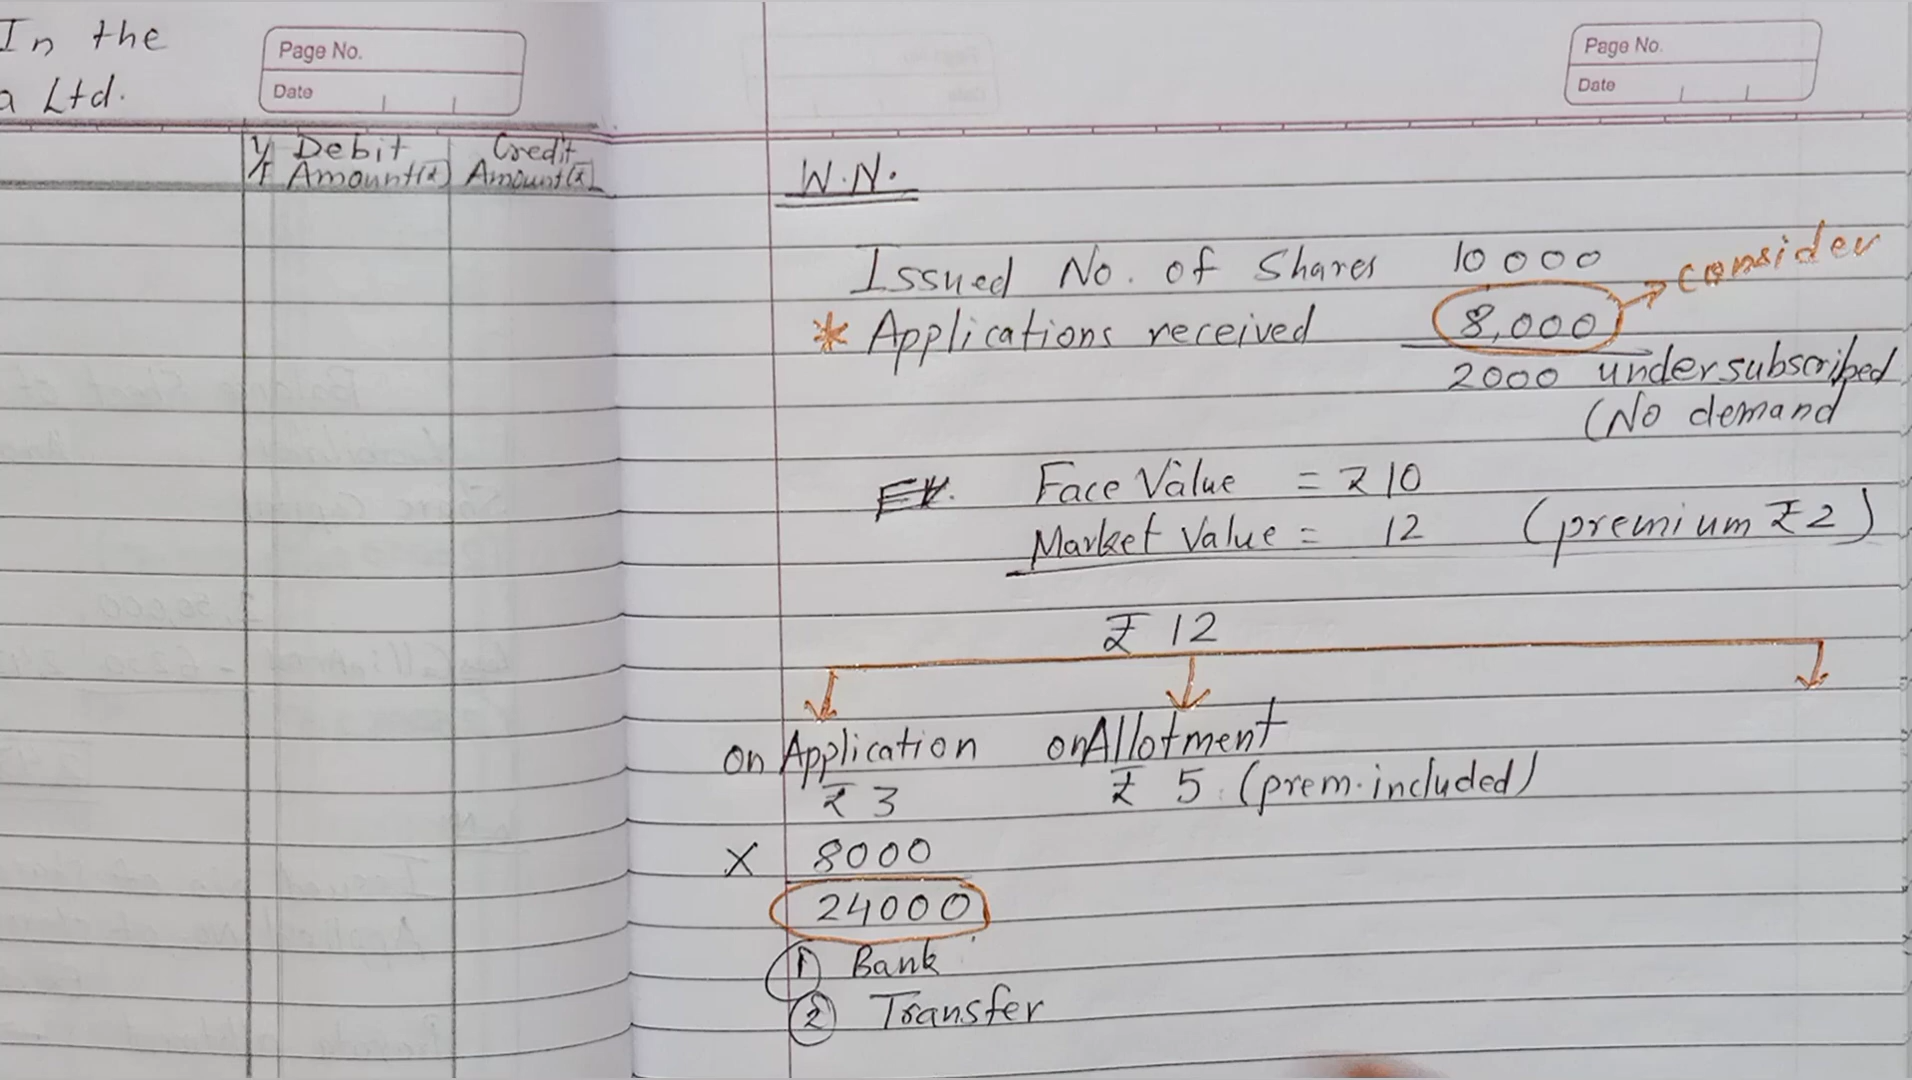 In the
a Ltd.
Page No.
Date
Debit Amount(₹)
Credit Amount(₹)
Page No.
Date
W.N.
Issued No. of Shares 10000
* Applications received 8,000 → consider
2000 undersubscribed
(No demand
Face Value = ₹ 10
Market Value = 12 (premium ₹ 2)
₹ 12
on Application on Allotment
₹ 3 ₹ 5 (prem. included)
X 8000
24000
① Bank
② Transfer